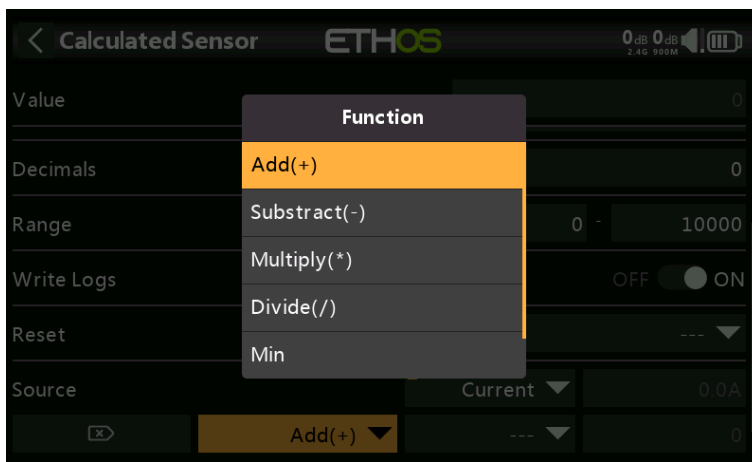 Calculated Sensor
ETHOS
0dB 0dB
2.4G 900M
Value 0
Function
Add(+)
Decimals 0
Substract(-)
Range 0 - 10000
Multiply(*)
Write Logs OFF ON
Divide(/)
Reset ---
Min
Source Current 0.0A
Add(+) --- 0